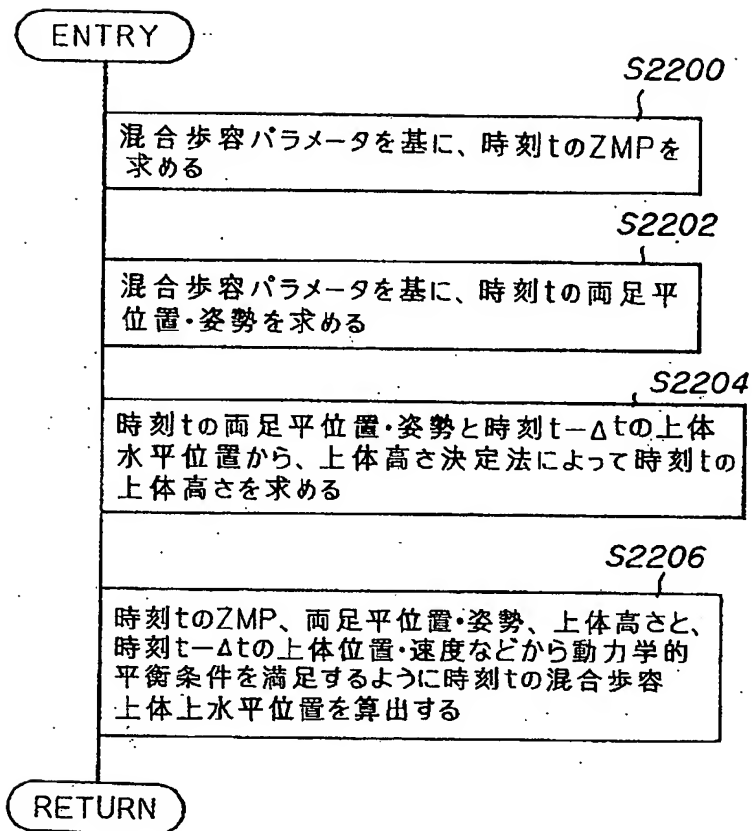 ENTRY
S2200
混合歩容パラメータを基に、時刻tのZMPを
求める
S2202
混合歩容パラメータを基に、時刻tの両足平
位置・姿勢を求める
S2204
時刻tの両足平位置・姿勢と時刻t-Δtの上体
水平位置から、上体高さ決定法によって時刻tの
上体高さを求める
S2206
時刻tのZMP、両足平位置・姿勢、上体高さと、
時刻t-Δtの上体位置・速度などから動力学的
平衡条件を満足するように時刻tの混合歩容
上体上水平位置を算出する
RETURN